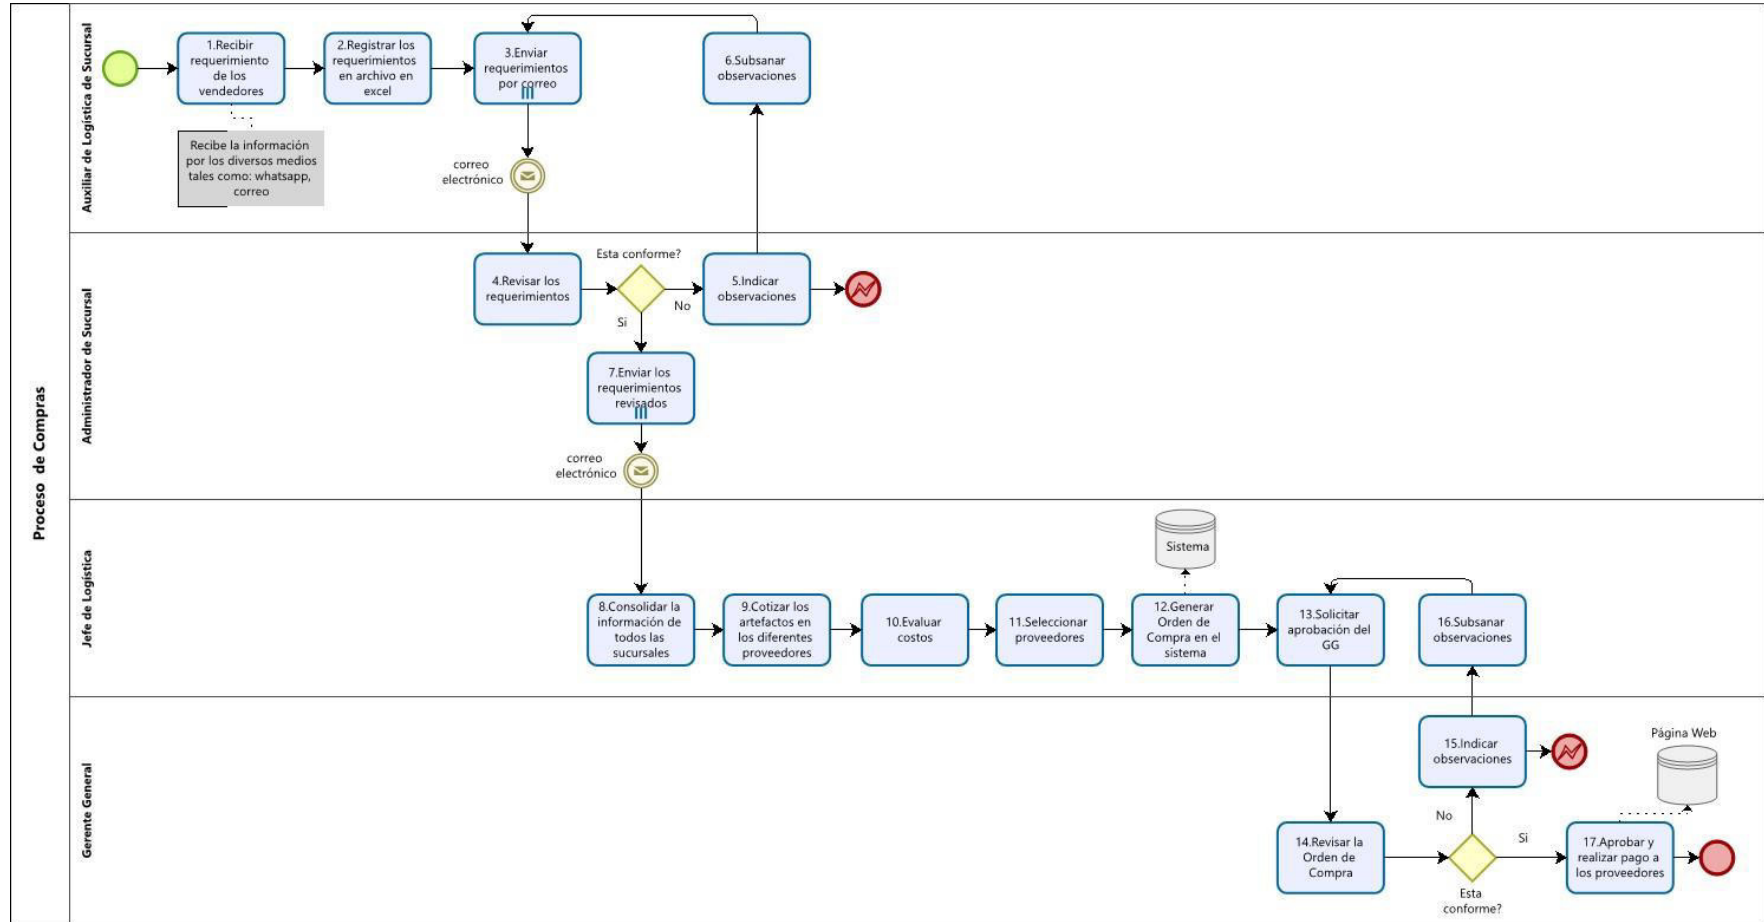 Proceso de Compras
Auxiliar de Logística de Sucursal
1.Recibir
requerimiento
de los
vendedores
2.Registrar los
requerimientos
en archivo en
excel
3.Enviar
requerimientos
por correo
6.Subsanar
observaciones
Recibe la información
por los diversos medios
tales como: whatsapp,
correo
correo
electrónico
Administrador de Sucursal
4.Revisar los
requerimientos
Esta conforme?
No
Si
5.Indicar
observaciones
7.Enviar los
requerimientos
revisados
correo
electrónico
Jefe de Logística
8.Consolidar la
información de
todos las
sucursales
9.Cotizar los
artefactos en
los diferentes
proveedores
10.Evaluar
costos
11.Seleccionar
proveedores
Sistema
12.Generar
Orden de
Compra en el
sistema
13.Solicitar
aprobación del
GG
16.Subsanar
observaciones
Gerente General
14.Revisar la
Orden de
Compra
Esta
conforme?
No
Si
15.Indicar
observaciones
Página Web
17.Aprobar y
realizar pago a
los proveedores